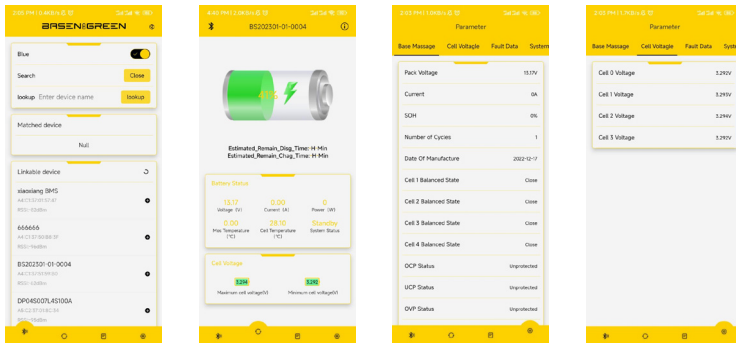 BASENGREEN
Blue
Search
Close
lookup
Enter device name
lookup
Matched device
Null
Linkable device
xiaoxiang BMS
666666
BS202301-01-0004
DP04S007L4S100A
BS202301-01-0004
41%
Estimated_Remain_Disg_Time: H Min
Estimated_Remain_Chag_Time: H Min
Battery Status
13.17
0.00
0
Voltage (V)
Current (A)
Power (W)
0.00
28.10
Standby
Mos Temperature (°C)
Cell Temperature (°C)
System Status
Cell Voltage
3.294
3.292
Maximum cell voltage(V)
Minimum cell voltage(V)
Parameter
Base Massage
Cell Voltagle
Fault Data
System
Pack Voltage
13.17V
Current
0A
SOH
0%
Number of Cycles
1
Date Of Manufacture
2022-12-17
Cell 1 Balanced State
Close
Cell 2 Balanced State
Close
Cell 3 Balanced State
Close
Cell 4 Balanced State
Close
OCP Status
Unprotected
UCP Status
Unprotected
OVP Status
Unprotected
Parameter
Base Massage
Cell Voltagle
Fault Data
Syste
Cell 0 Voltage
3.292V
Cell 1 Voltage
3.293V
Cell 2 Voltage
3.294V
Cell 3 Voltage
3.292V